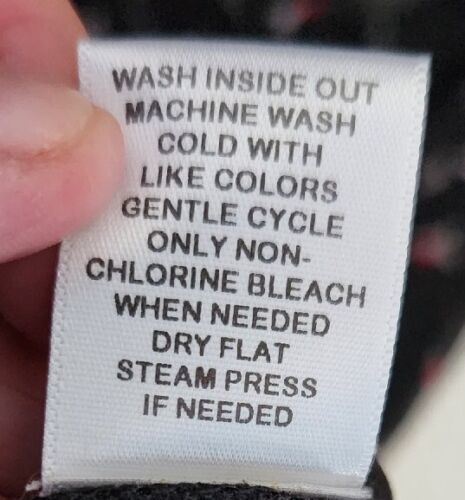 WASH INSIDE OUT
MACHINE WASH
COLD WITH
LIKE COLORS
GENTLE CYCLE
ONLY NON-
CHLORINE BLEACH
WHEN NEEDED
DRY FLAT
STEAM PRESS
IF NEEDED